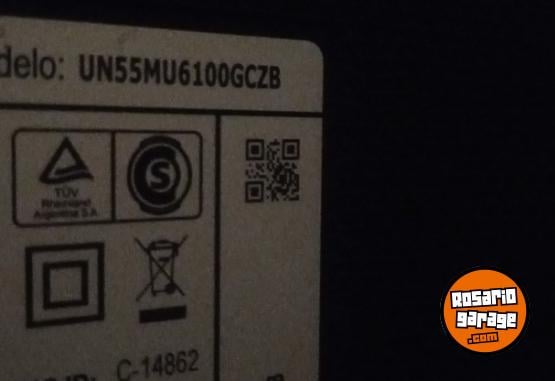 delo: UN55MU6100GCZB
TÜV
Rheinland
Argentina S.A
S
C-14862
Rosario
garage
.com